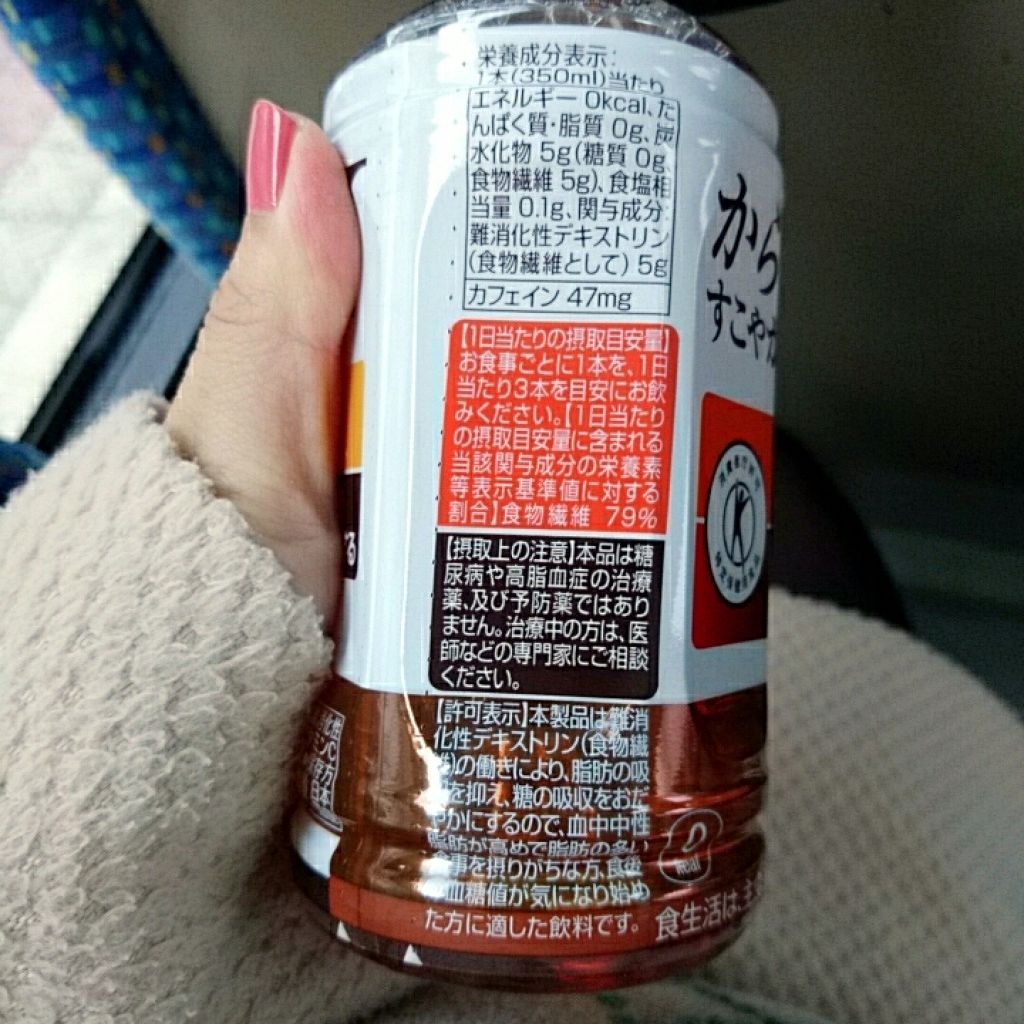 栄養成分表示:
1本(350ml)当たり
エネルギー 0kcal、た
んぱく質・脂質 0g、炭
水化物 5g(糖質 0g、
食物繊維 5g)、食塩相
当量 0.1g、関与成分:
難消化性デキストリン
(食物繊維として) 5g
カフェイン 47mg
【1日当たりの摂取目安量】
お食事ごとに1本を、1日
当たり3本を目安にお飲
みください。【1日当たり
の摂取目安量に含まれる
当該関与成分の栄養素
等表示基準値に対する
割合】食物繊維 79%
【摂取上の注意】本品は糖
尿病や高脂血症の治療
薬、及び予防薬ではあり
ません。治療中の方は、医
師などの専門家にご相談
ください。
【許可表示】本製品は難消
化性デキストリン(食物繊
維)の働きにより、脂肪の吸
を抑え、糖の吸収をおだ
やかにするので、血中中性
脂肪が高めで脂肪の多い
食事を摂りがちな方、食後
の血糖値が気になり始め
た方に適した飲料です。
から
すこやか
0
kcal
食生活は、主
る
日本